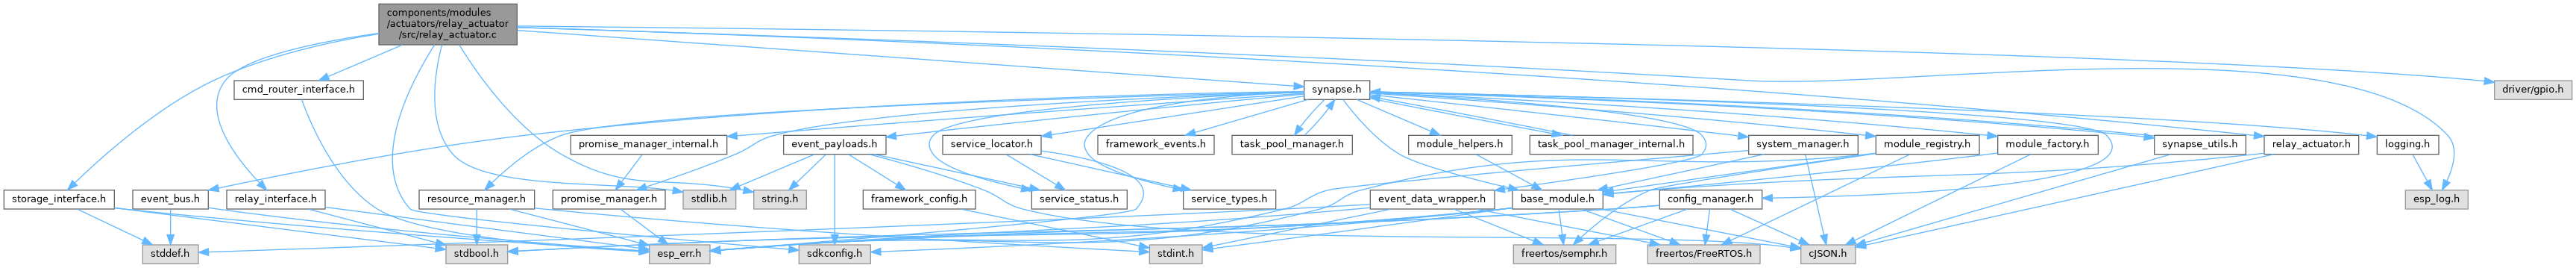 components/modules
/actuators/relay_actuator
/src/relay_actuator.c
cmd_router_interface.h
synapse.h
driver/gpio.h
promise_manager_internal.h
event_payloads.h
service_locator.h
framework_events.h
task_pool_manager.h
module_helpers.h
task_pool_manager_internal.h
system_manager.h
module_registry.h
module_factory.h
synapse_utils.h
relay_actuator.h
logging.h
storage_interface.h
event_bus.h
relay_interface.h
resource_manager.h
promise_manager.h
stdlib.h
string.h
framework_config.h
service_status.h
service_types.h
event_data_wrapper.h
base_module.h
config_manager.h
esp_log.h
stddef.h
stdbool.h
esp_err.h
sdkconfig.h
stdint.h
freertos/semphr.h
freertos/FreeRTOS.h
cJSON.h